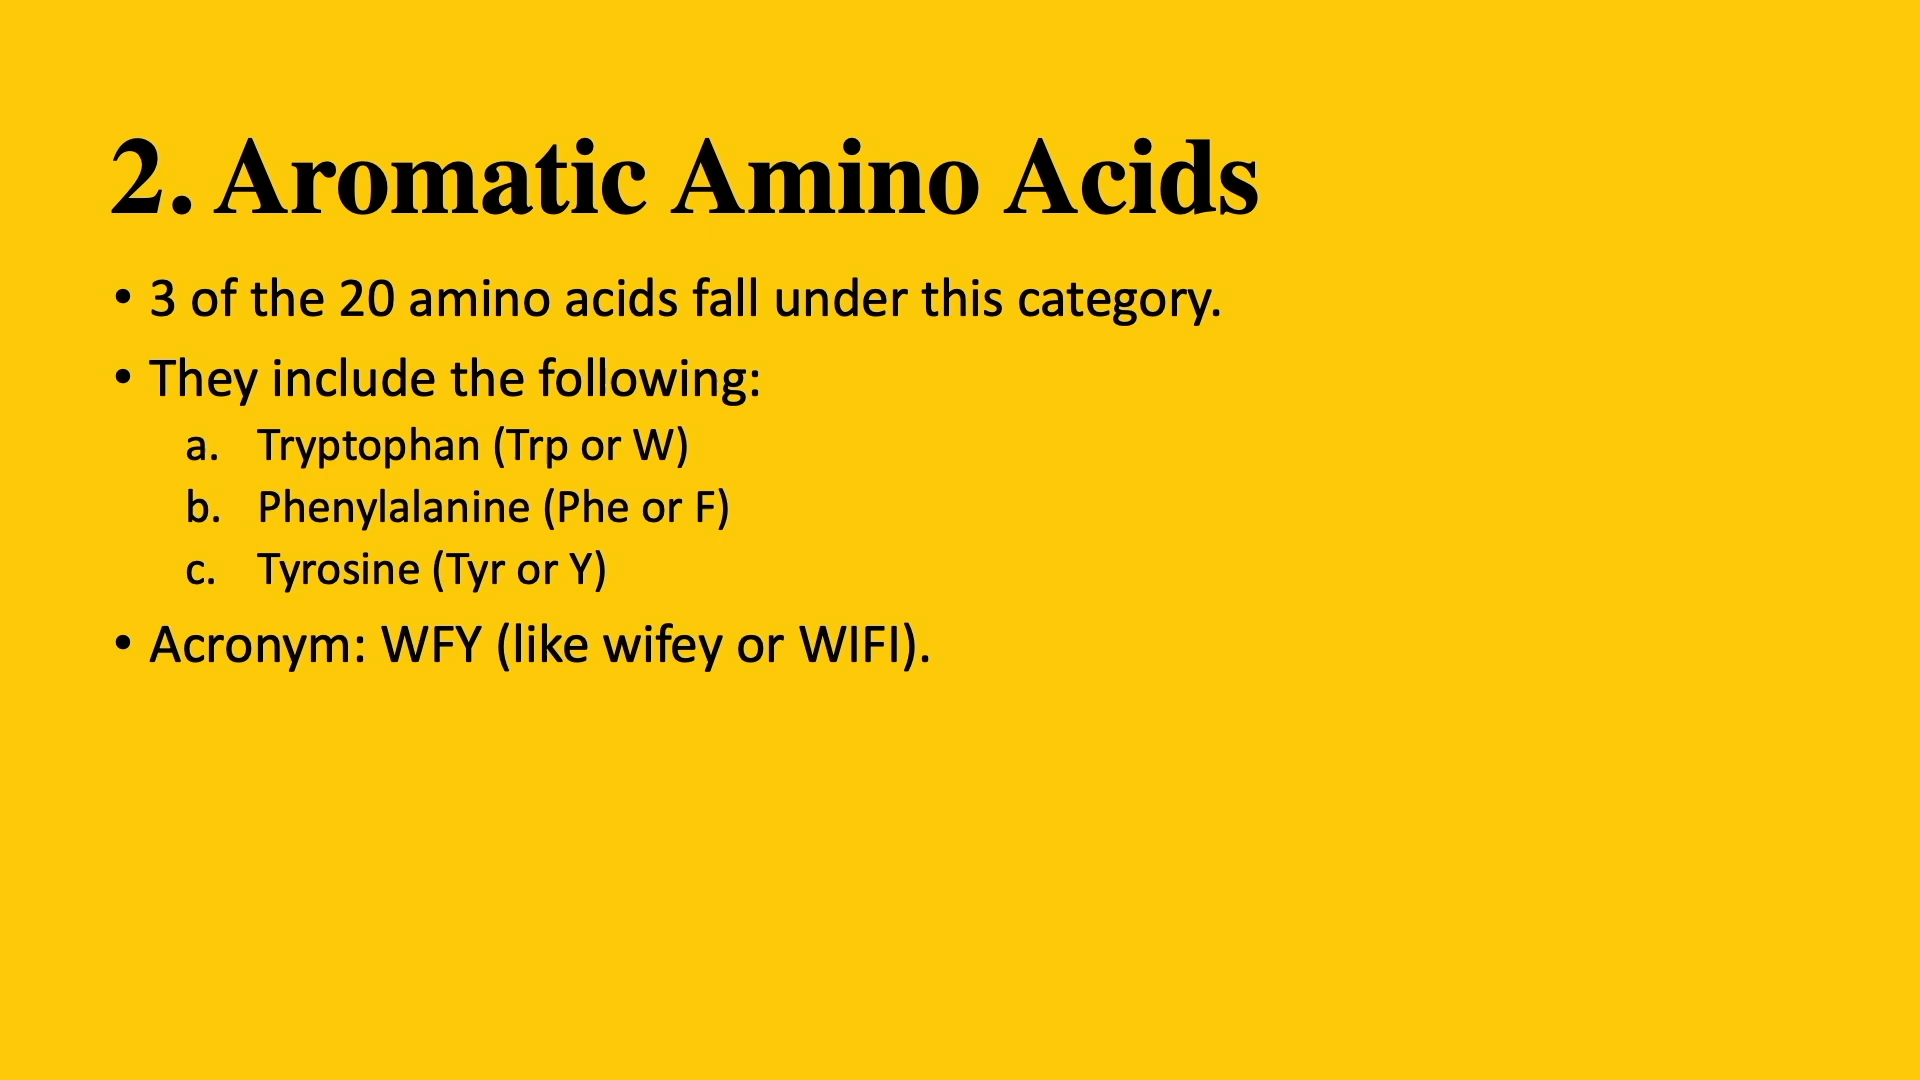 2. Aromatic Amino Acids
• 3 of the 20 amino acids fall under this category.
• They include the following:
a. Tryptophan (Trp or W)
b. Phenylalanine (Phe or F)
c. Tyrosine (Tyr or Y)
• Acronym: WFY (like wifey or WIFI).